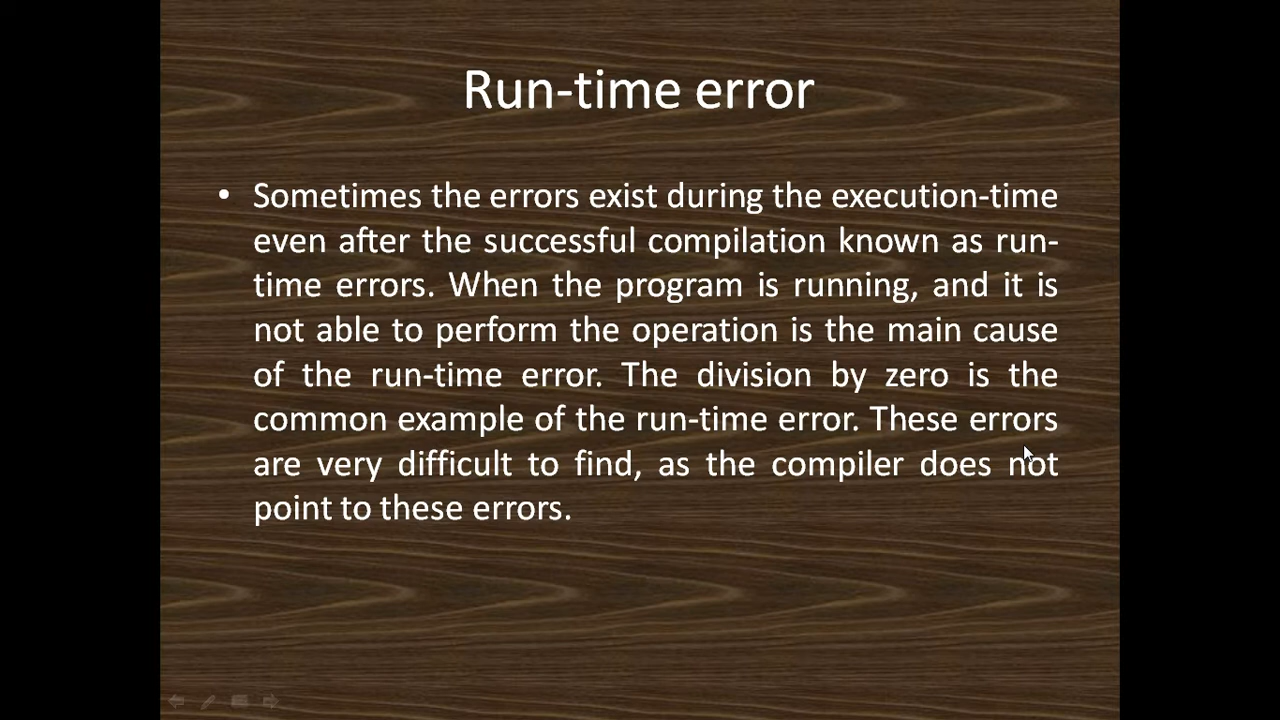 Run-time error
• Sometimes the errors exist during the execution-time
even after the successful compilation known as run-
time errors. When the program is running, and it is
not able to perform the operation is the main cause
of the run-time error. The division by zero is the
common example of the run-time error. These errors
are very difficult to find, as the compiler does not
point to these errors.